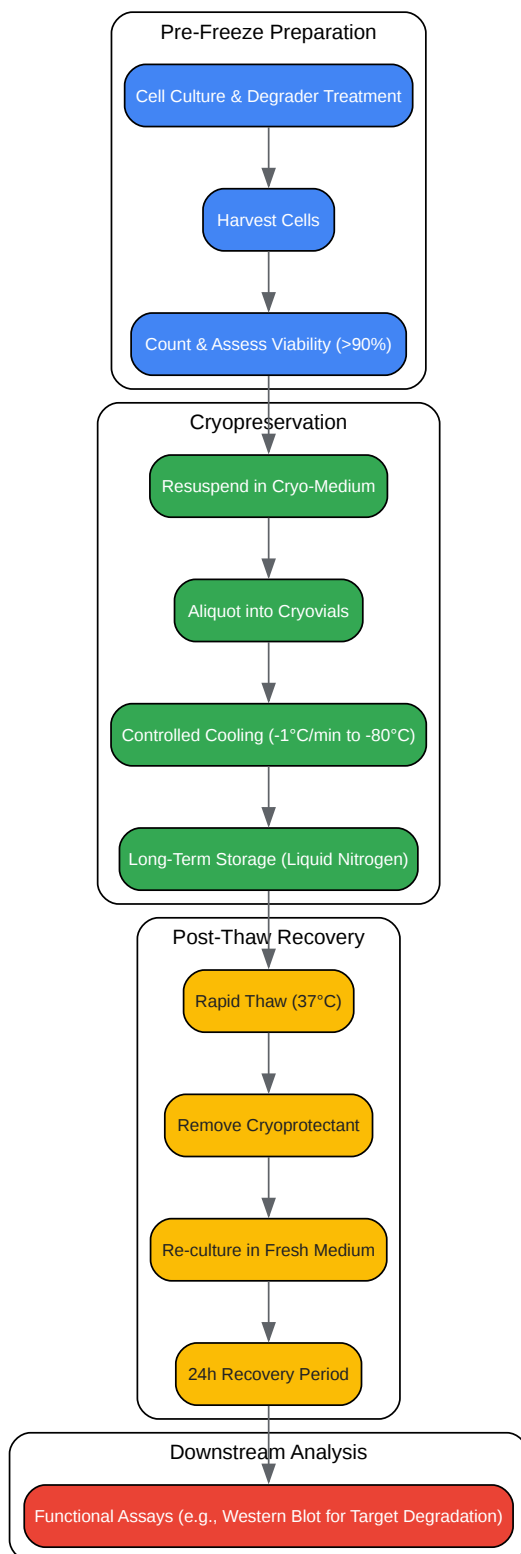 Pre-Freeze Preparation
Cell Culture & Degrader Treatment
Harvest Cells
Count & Assess Viability (>90%)
Cryopreservation
Resuspend in Cryo-Medium
Aliquot into Cryovials
Controlled Cooling (-1°C/min to -80°C)
Long-Term Storage (Liquid Nitrogen)
Post-Thaw Recovery
Rapid Thaw (37°C)
Remove Cryoprotectant
Re-culture in Fresh Medium
24h Recovery Period
Downstream Analysis
Functional Assays (e.g., Western Blot for Target Degradation)